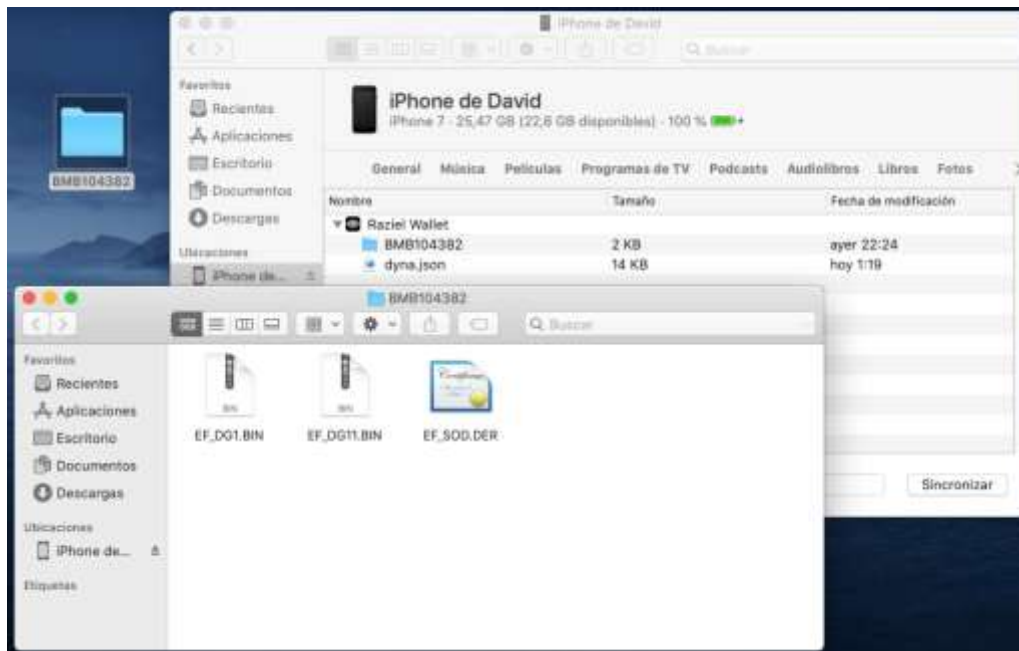 iPhone de David
Buscar
Favoritos
Recientes
Aplicaciones
Escritorio
Documentos
Descargas
Ubicaciones
iPhone de...
iPhone de David
iPhone 7 - 25,47 GB (22,6 GB disponibles) - 100 %
General Música Películas Programas de TV Podcasts Audiolibros Libros Fotos
Nombre Tamaño Fecha de modificación
Raziel Wallet
BMB104382 2 KB ayer 22:24
dyna.json 14 KB hoy 1:19
Sincronizar
BMB104382
BMB104382
Buscar
Favoritos
Recientes
Aplicaciones
Escritorio
Documentos
Descargas
Ubicaciones
iPhone de...
Etiquetas
BIN
BIN
EF_DG1.BIN EF_DG11.BIN EF_SOD.DER